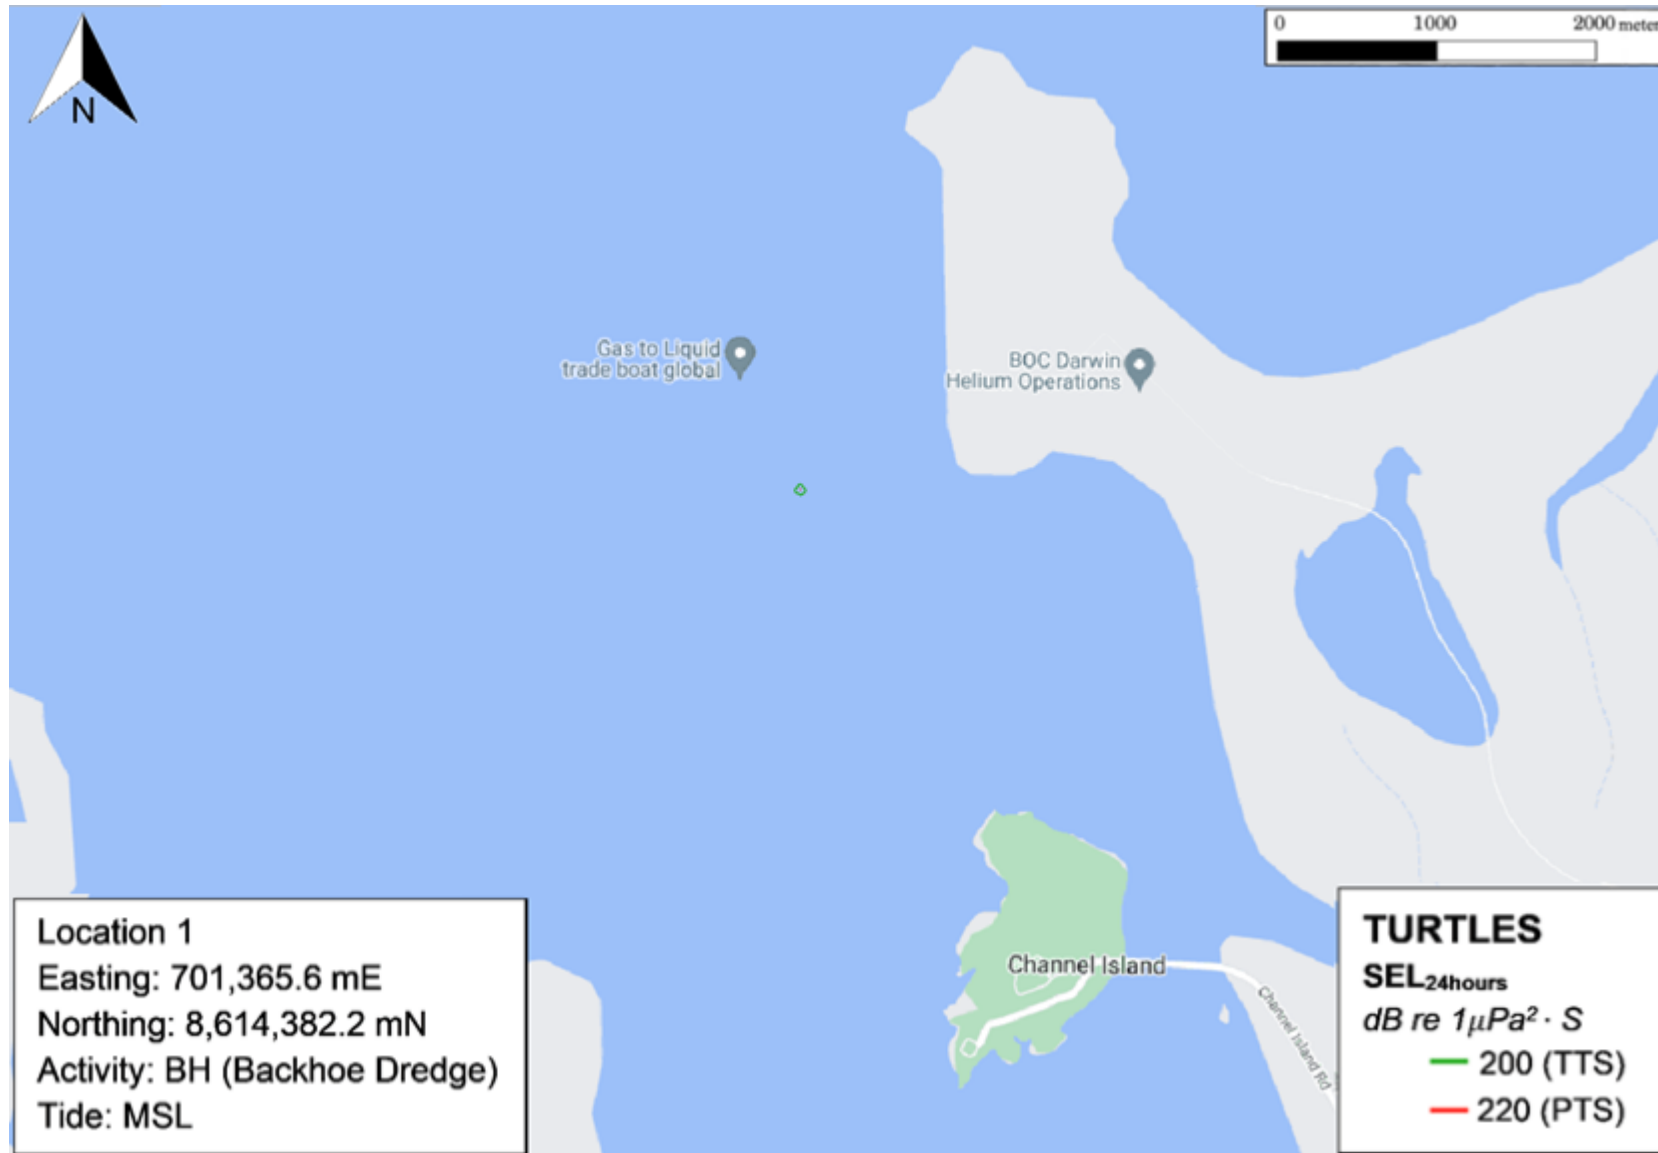 N
0 1000 2000 meter
Gas to Liquid
trade boat global
BOC Darwin
Helium Operations
Channel Island
Channel Island Rd
Location 1
Easting: 701,365.6 mE
Northing: 8,614,382.2 mN
Activity: BH (Backhoe Dredge)
Tide: MSL
TURTLES
SEL24hours
dB re 1μPa² · S
200 (TTS)
220 (PTS)